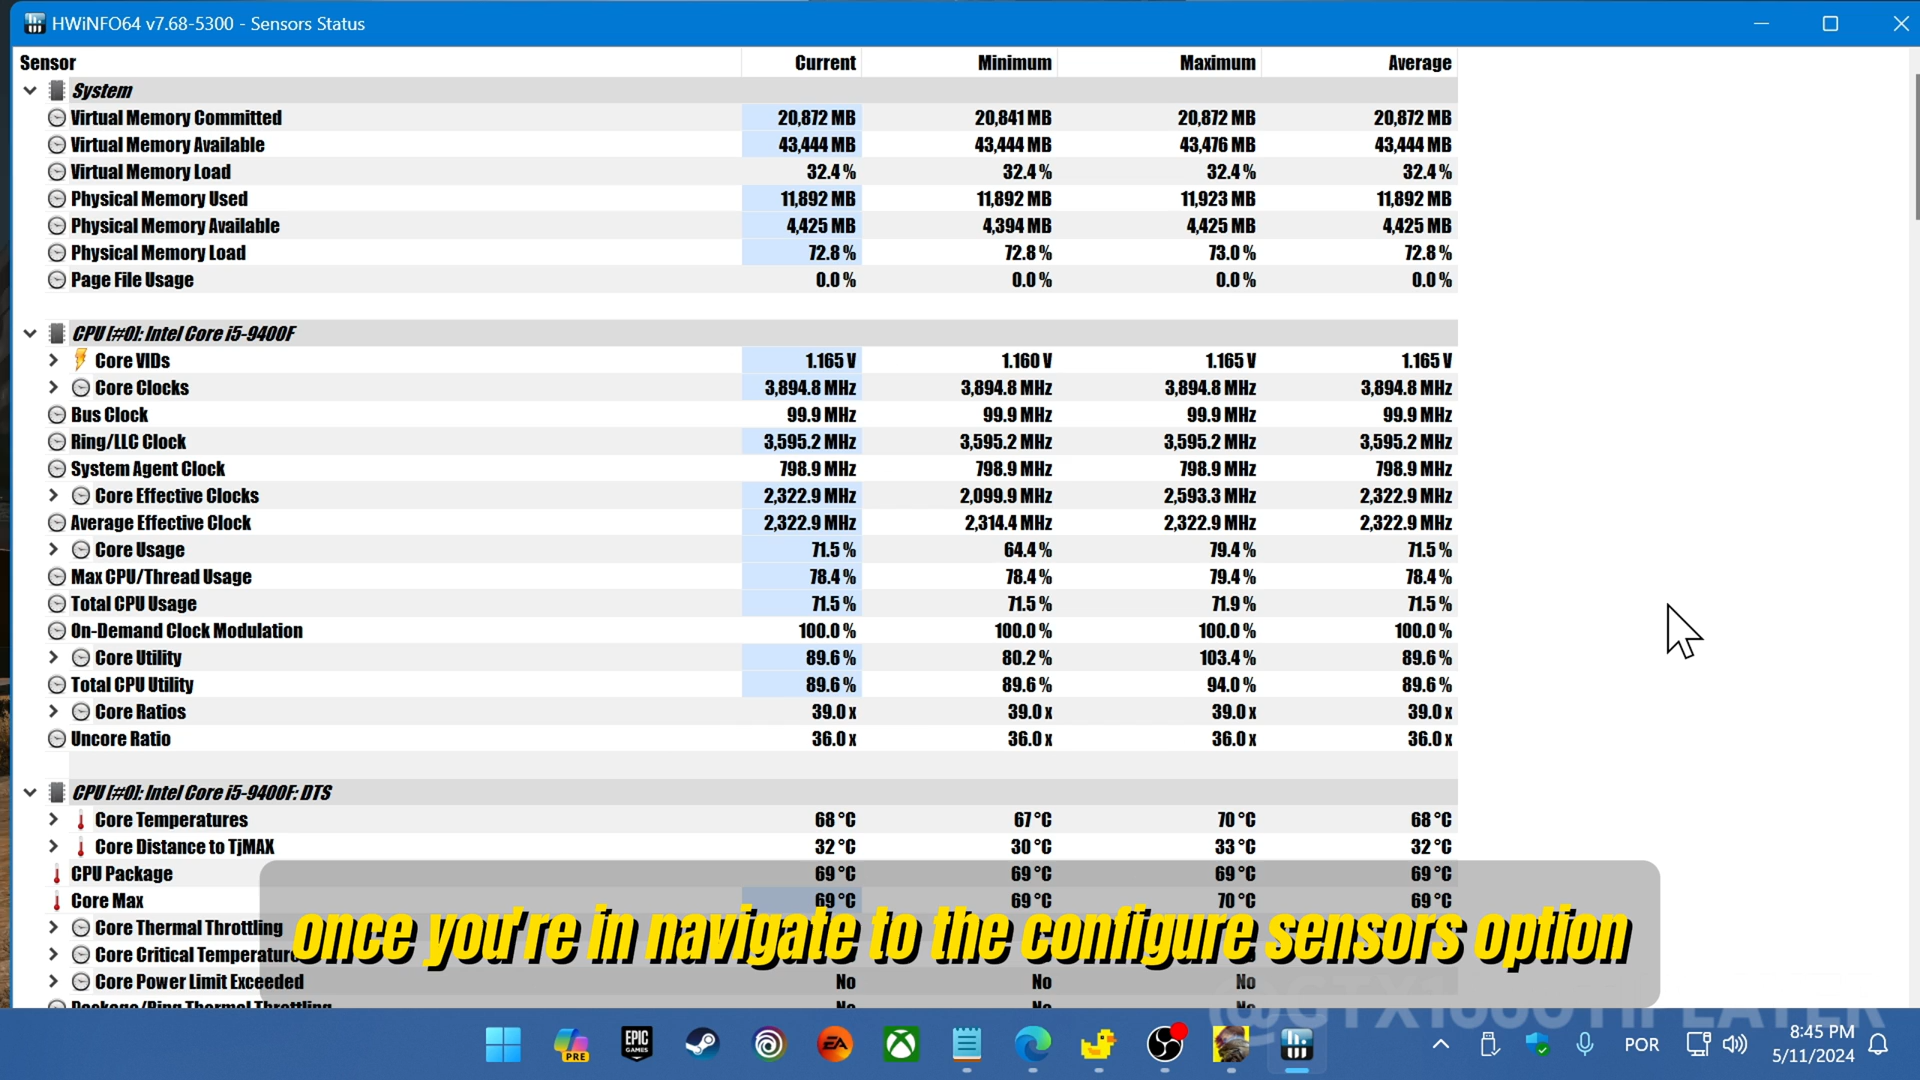 HWiNFO64 v7.68-5300 - Sensors Status
Sensor Current Minimum Maximum Average
System
Virtual Memory Committed 20,872 MB 20,841 MB 20,872 MB 20,872 MB
Virtual Memory Available 43,444 MB 43,444 MB 43,476 MB 43,444 MB
Virtual Memory Load 32.4 % 32.4 % 32.4 % 32.4 %
Physical Memory Used 11,892 MB 11,892 MB 11,923 MB 11,892 MB
Physical Memory Available 4,425 MB 4,394 MB 4,425 MB 4,425 MB
Physical Memory Load 72.8 % 72.8 % 73.0 % 72.8 %
Page File Usage 0.0 % 0.0 % 0.0 % 0.0 %
CPU [#0]: Intel Core i5-9400F
Core VIDs 1.165 V 1.160 V 1.165 V 1.165 V
Core Clocks 3,894.8 MHz 3,894.8 MHz 3,894.8 MHz 3,894.8 MHz
Bus Clock 99.9 MHz 99.9 MHz 99.9 MHz 99.9 MHz
Ring/LLC Clock 3,595.2 MHz 3,595.2 MHz 3,595.2 MHz 3,595.2 MHz
System Agent Clock 798.9 MHz 798.9 MHz 798.9 MHz 798.9 MHz
Core Effective Clocks 2,322.9 MHz 2,099.9 MHz 2,593.3 MHz 2,322.9 MHz
Average Effective Clock 2,322.9 MHz 2,314.4 MHz 2,322.9 MHz 2,322.9 MHz
Core Usage 71.5 % 64.4 % 79.4 % 71.5 %
Max CPU/Thread Usage 78.4 % 78.4 % 79.4 % 78.4 %
Total CPU Usage 71.5 % 71.5 % 71.9 % 71.5 %
On-Demand Clock Modulation 100.0 % 100.0 % 100.0 % 100.0 %
Core Utility 89.6 % 80.2 % 103.4 % 89.6 %
Total CPU Utility 89.6 % 89.6 % 94.0 % 89.6 %
Core Ratios 39.0 x 39.0 x 39.0 x 39.0 x
Uncore Ratio 36.0 x 36.0 x 36.0 x 36.0 x
CPU [#0]: Intel Core i5-9400F: DTS
Core Temperatures 68 °C 67 °C 70 °C 68 °C
Core Distance to TjMAX 32 °C 30 °C 33 °C 32 °C
CPU Package 69 °C 69 °C 69 °C 69 °C
Core Max 69 °C 69 °C 70 °C 69 °C
Core Thermal Throttling
once you're in navigate to the configure sensors option
Core Critical Temperature
Core Power Limit Exceeded No No No
Package/Ring Thermal Throttling No No No
PRE
EPIC GAMES
EA
POR
8:45 PM
5/11/2024